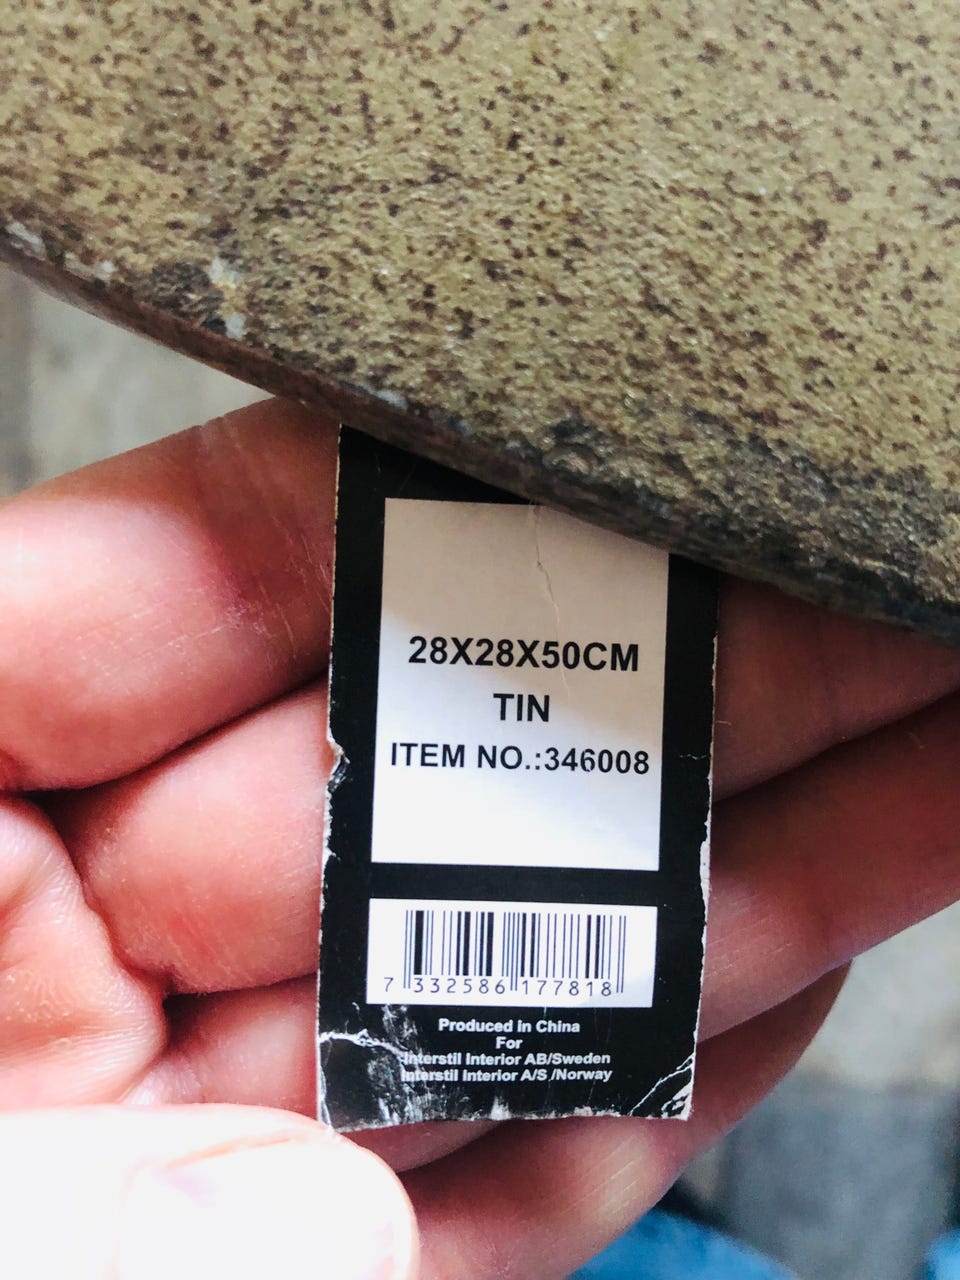 28X28X50CM
TIN
ITEM NO.:346008
7 332586 177818
Produced in China
For
Interstil Interior AB/Sweden
Interstil Interior A/S /Norway